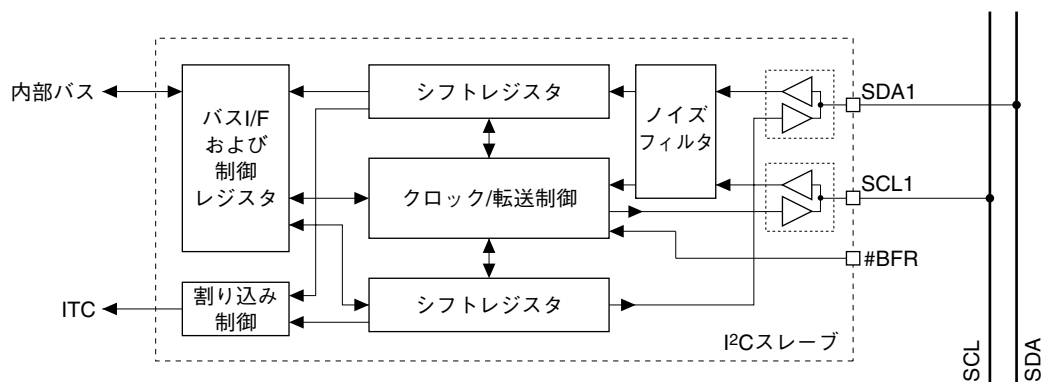 内部バス
バスI/F
および
制御
レジスタ
シフトレジスタ
ノイズ
フィルタ
SDA1
クロック/転送制御
SCL1
#BFR
ITC
割り込み
制御
シフトレジスタ
I²Cスレーブ
SCL
SDA